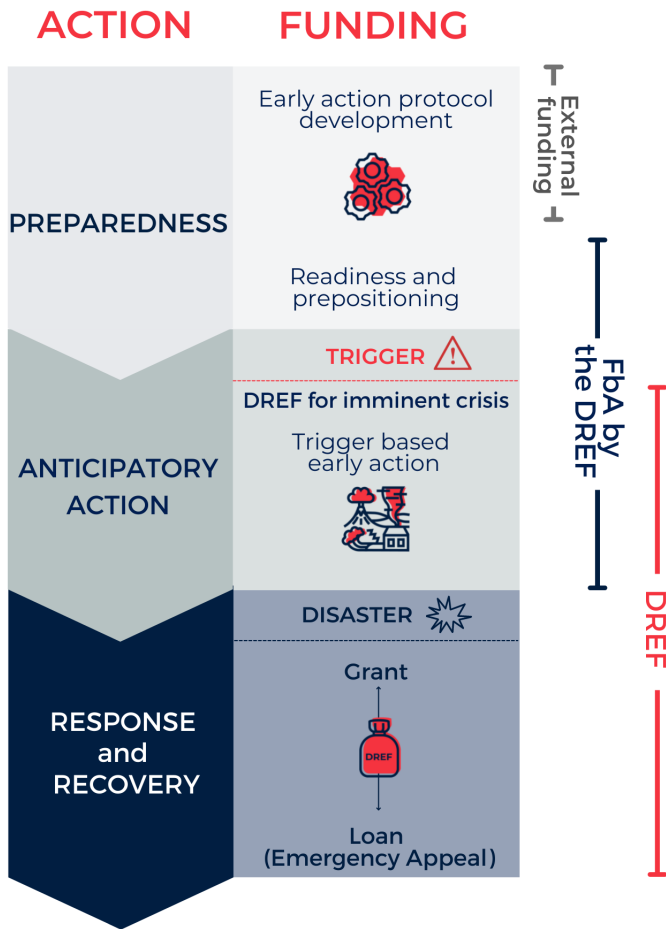 ACTION
FUNDING
PREPAREDNESS
Early action protocol
development
Readiness and
prepositioning
External
funding
TRIGGER
DREF for imminent crisis
Trigger based
early action
ANTICIPATORY
ACTION
FbA by
the DREF
DISASTER
Grant
DREF
Loan
(Emergency Appeal)
RESPONSE
and
RECOVERY
DREF